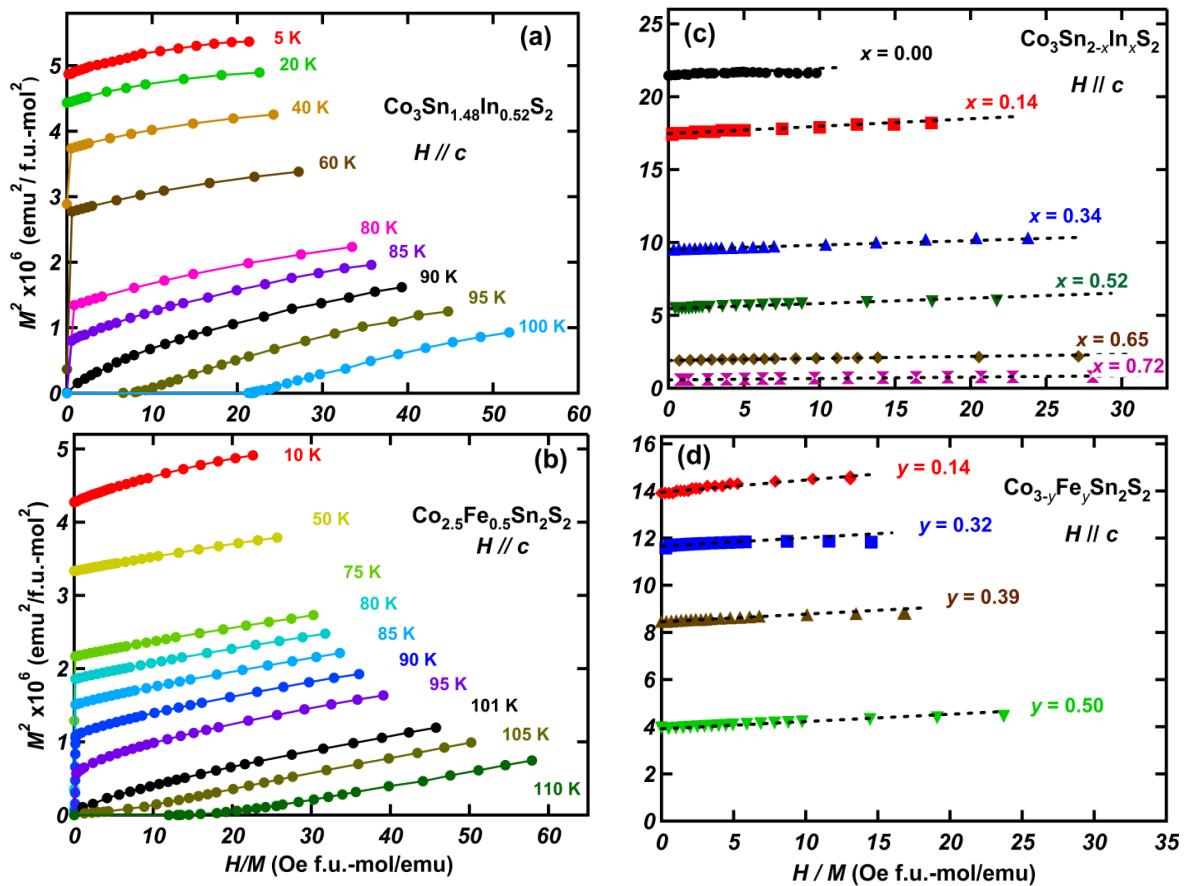 (a)
5 K
20 K
Co3Sn1.48In0.52S2
40 K
H // c
60 K
80 K
85 K
90 K
95 K
100 K
M2 x106 (emu2/ f.u.-mol2)
5
4
3
2
1
0
0 10 20 30 40 50 60
(b)
10 K
Co2.5Fe0.5Sn2S2
50 K
H // c
75 K
80 K
85 K
90 K
95 K
101 K
105 K
110 K
M2 x106 (emu2/f.u.-mol2)
5
4
3
2
1
0
0 10 20 30 40 50 60
H/M (Oe f.u.-mol/emu)
(c)
Co3Sn2-xInxS2
x = 0.00
H // c
x = 0.14
x = 0.34
x = 0.52
x = 0.65
x = 0.72
25
20
15
10
5
0
0 5 10 15 20 25 30
(d)
y = 0.14
Co3-yFeySn2S2
y = 0.32
H // c
y = 0.39
y = 0.50
16
14
12
10
8
6
4
2
0
0 5 10 15 20 25 30 35
H / M (Oe f.u.-mol/emu)